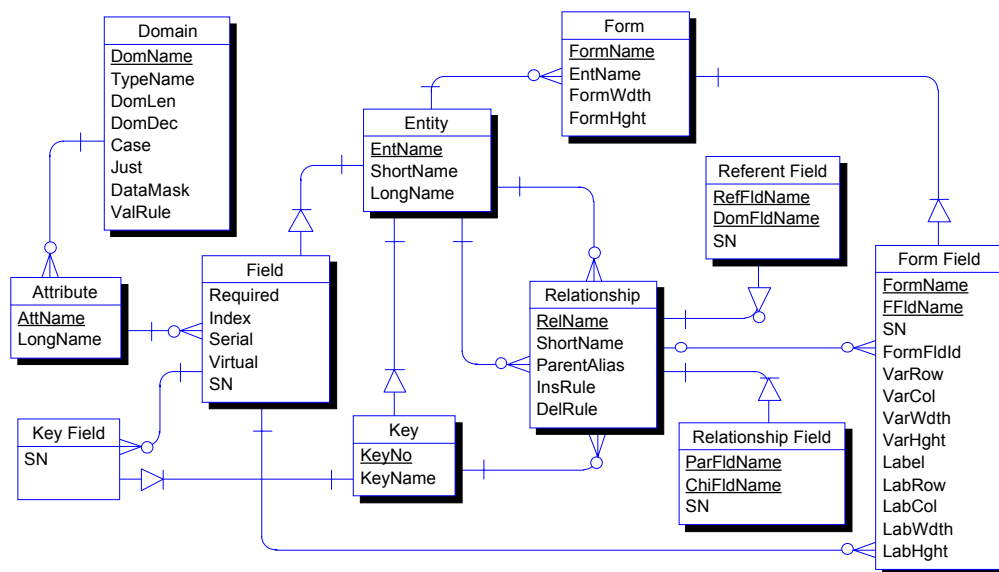 Domain
DomName
TypeName
DomLen
DomDec
Case
Just
DataMask
ValRule
Form
FormName
EntName
FormWdth
FormHght
Entity
EntName
ShortName
LongName
Referent Field
RefFldName
DomFldName
SN
Attribute
AttName
LongName
Field
Required
Index
Serial
Virtual
SN
Relationship
RelName
ShortName
ParentAlias
InsRule
DelRule
Form Field
FormName
FFldName
SN
FormFldId
VarRow
VarCol
VarWdth
VarHght
Label
LabRow
LabCol
LabWdth
LabHght
Key Field
SN
Key
KeyNo
KeyName
Relationship Field
ParFldName
ChiFldName
SN